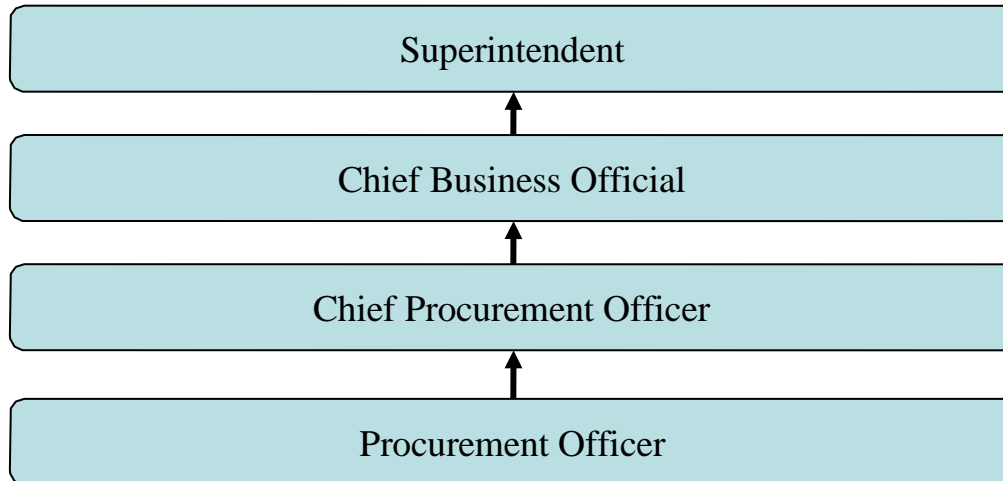 Superintendent
Chief Business Official
Chief Procurement Officer
Procurement Officer